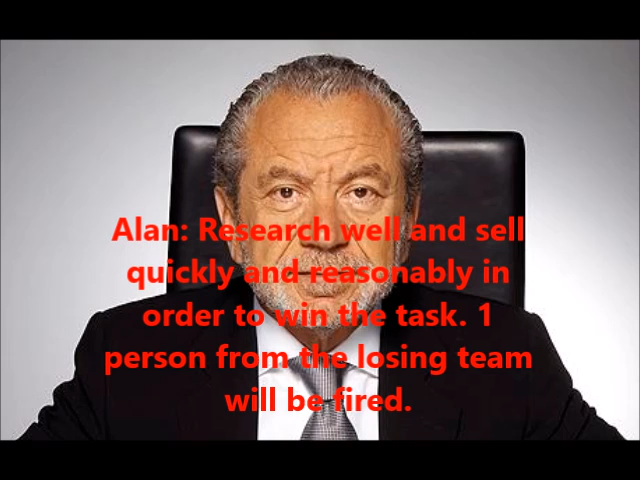 Alan: Research well and sell
quickly and reasonably in
order to win the task. 1
person from the losing team
will be fired.